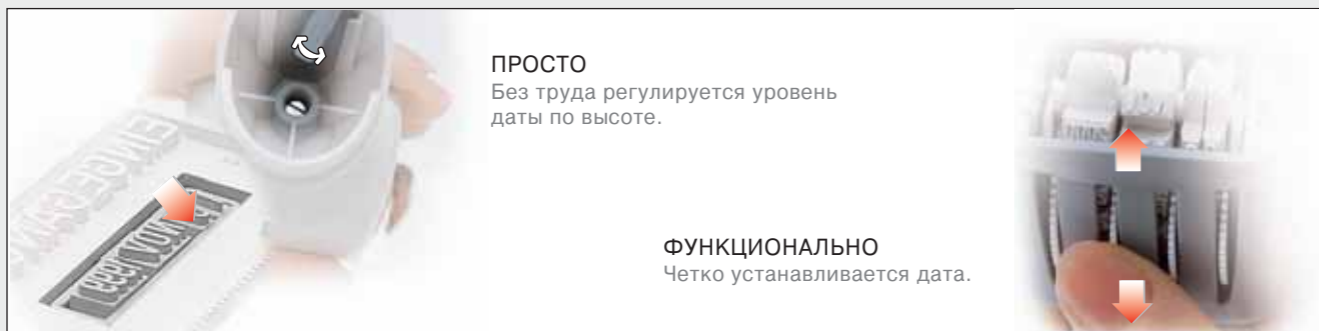 ПРОСТО
Без труда регулируется уровень
даты по высоте.
ФУНКЦИОНАЛЬНО
Четко устанавливается дата.